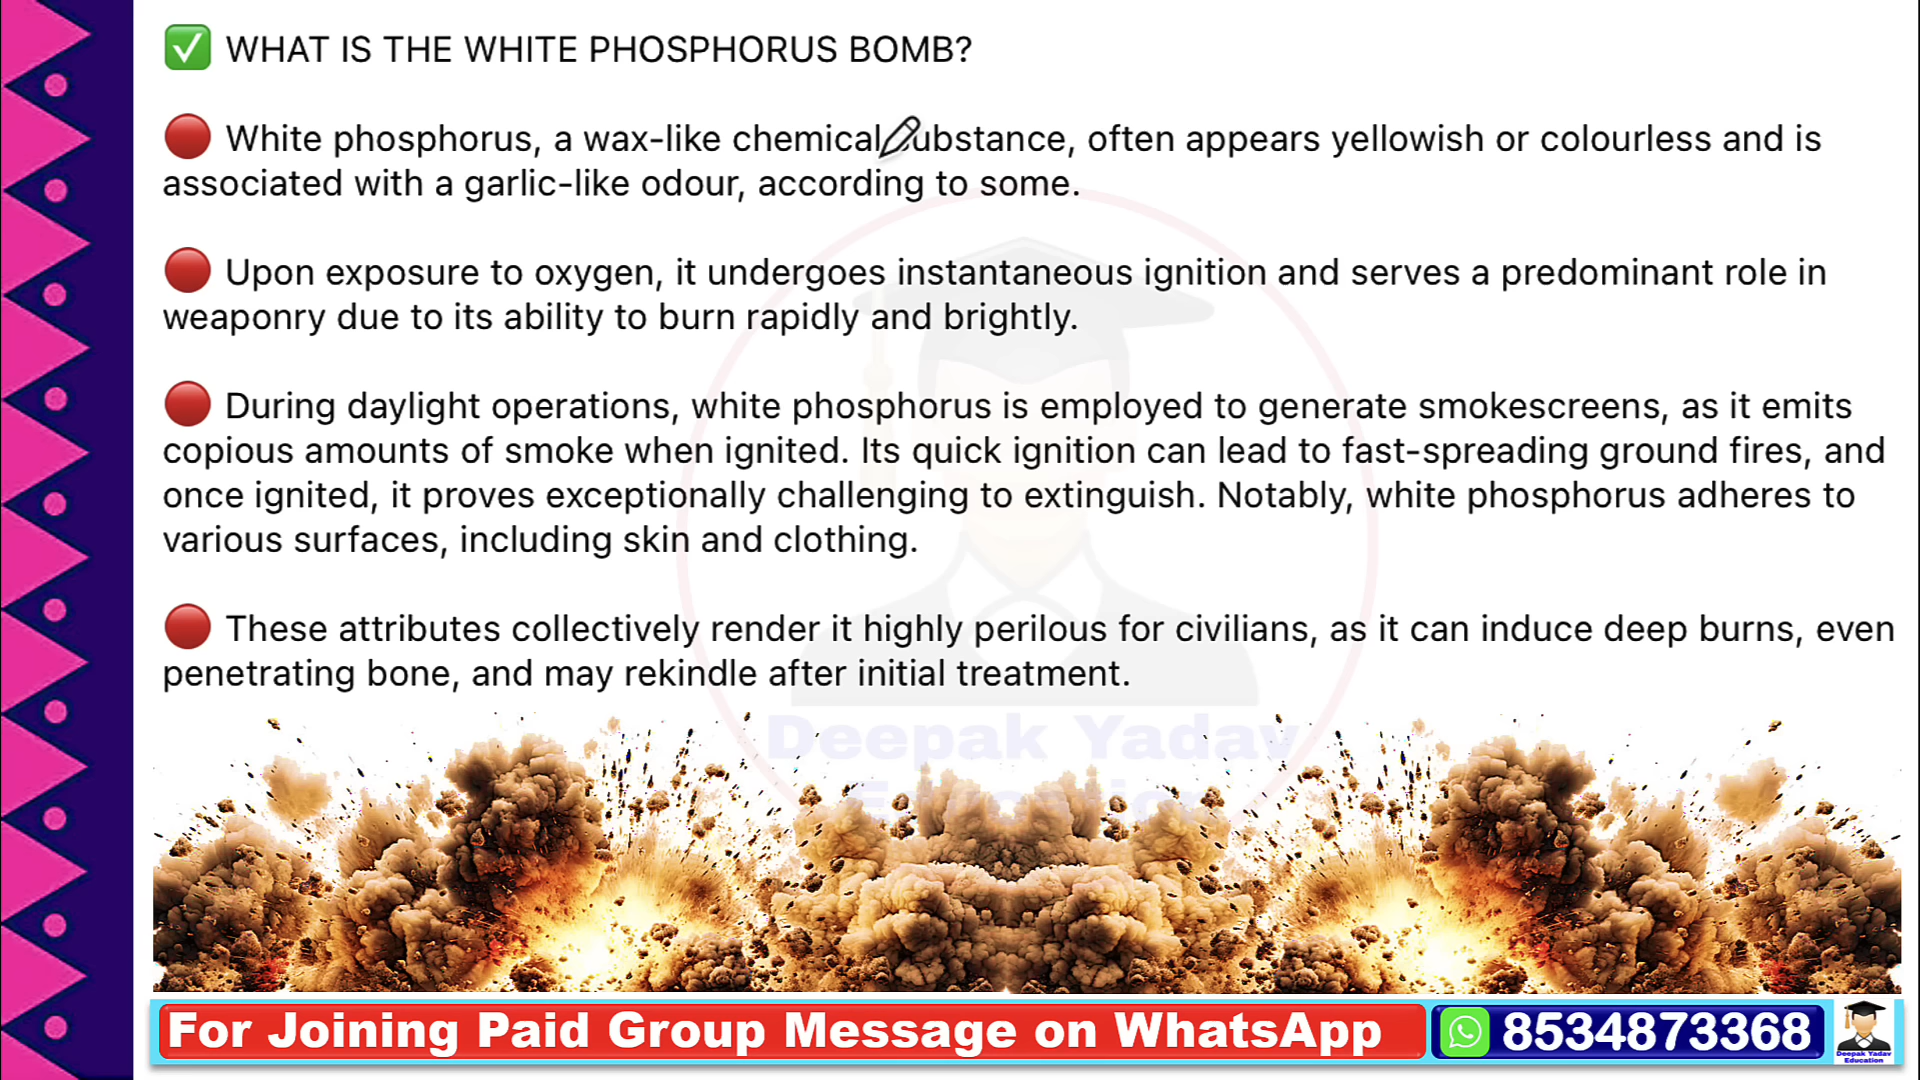 WHAT IS THE WHITE PHOSPHORUS BOMB?
White phosphorus, a wax-like chemical substance, often appears yellowish or colourless and is
associated with a garlic-like odour, according to some.
Upon exposure to oxygen, it undergoes instantaneous ignition and serves a predominant role in
weaponry due to its ability to burn rapidly and brightly.
During daylight operations, white phosphorus is employed to generate smokescreens, as it emits
copious amounts of smoke when ignited. Its quick ignition can lead to fast-spreading ground fires, and
once ignited, it proves exceptionally challenging to extinguish. Notably, white phosphorus adheres to
various surfaces, including skin and clothing.
These attributes collectively render it highly perilous for civilians, as it can induce deep burns, even
penetrating bone, and may rekindle after initial treatment.
Deepak Yadav
Education
For Joining Paid Group Message on WhatsApp
8534873368
Deepak Yadav
Education